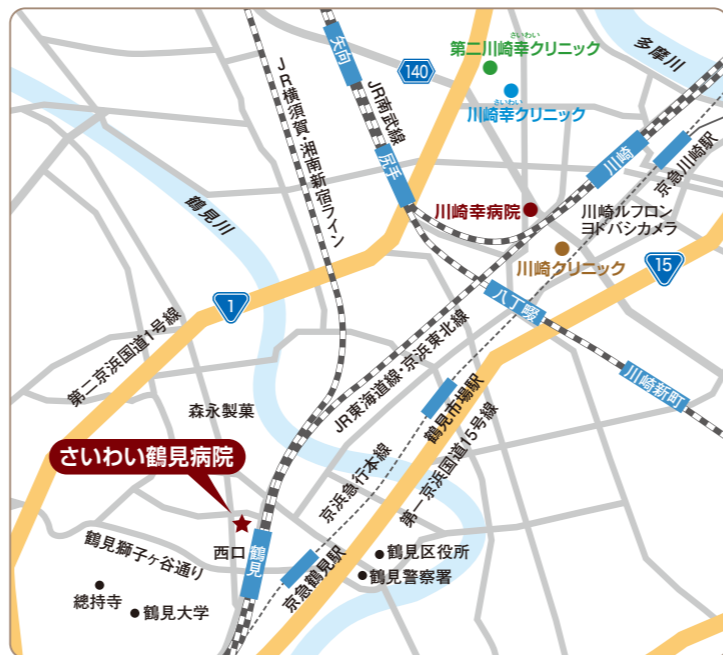 さいわい
第二川崎幸クリニック
多摩川
矢向
140
JR南武線
さいわい
川崎幸クリニック
JR横須賀・湘南新宿ライン
川崎
京急川崎駅
尻手
鶴見川
川崎幸病院
川崎ルフロン
ヨドバシカメラ
川崎クリニック
15
1
八丁畷
第二京浜国道1号線
JR東海道線・京浜東北線
川崎新町
森永製菓
鶴見市場駅
さいわい鶴見病院
京浜急行本線
第一京浜国道15号線
西口
鶴見
鶴見獅子ヶ谷通り
京急鶴見駅
鶴見区役所
鶴見警察署
總持寺
鶴見大学